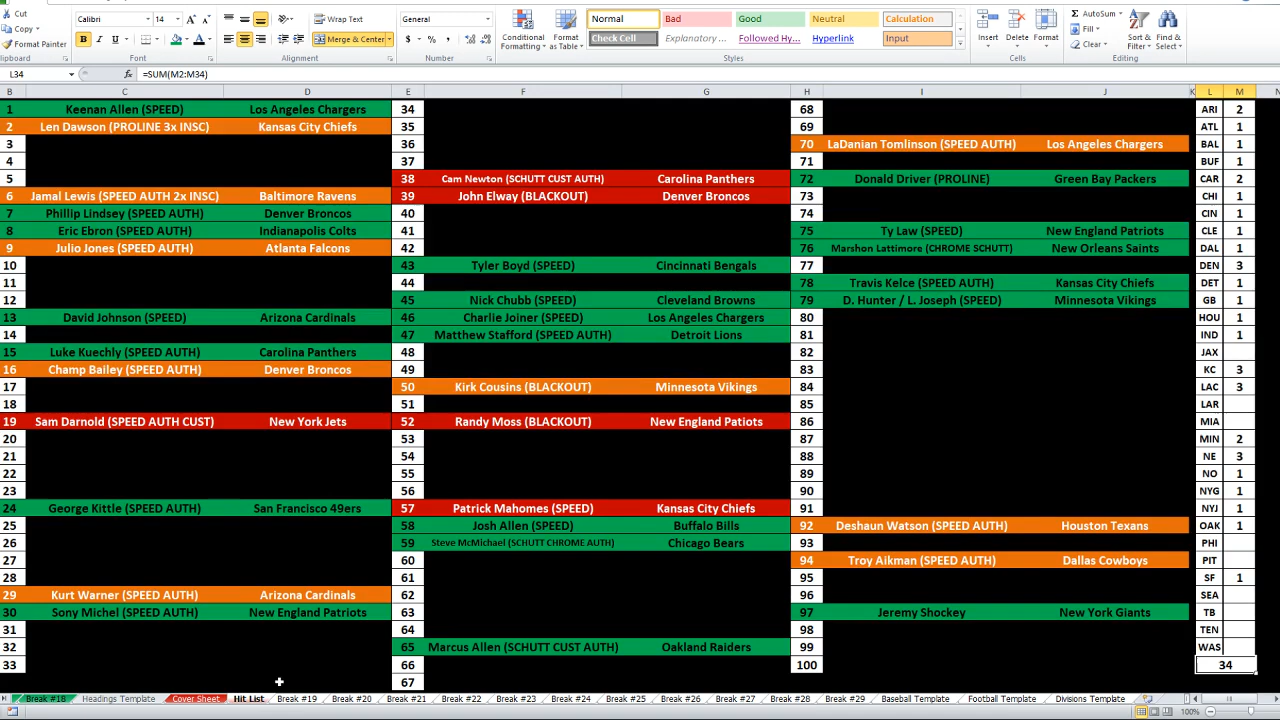 Cut
Copy
Format Painter
Clipboard
Calibri
14
B I U
Font
Wrap Text
Merge & Center
Alignment
General
$ % ,
Number
Conditional Formatting
Format as Table
Normal Bad Good Neutral Calculation
Check Cell Explanatory ... Followed Hy... Hyperlink Input
Styles
Insert Delete Format
Cells
AutoSum
Fill
Clear
Sort & Filter
Find & Select
Editing
L34 fx =SUM(M2:M34)
B C D E F G H I J K L M N
1 Keenan Allen (SPEED) Los Angeles Chargers 34 68 ARI 2
2 Len Dawson (PROLINE 3x INSC) Kansas City Chiefs 35 69 ATL 1
3 36 70 LaDanian Tomlinson (SPEED AUTH) Los Angeles Chargers BAL 1
4 37 71 BUF 1
5 38 Cam Newton (SCHUTT CUST AUTH) Carolina Panthers 72 Donald Driver (PROLINE) Green Bay Packers CAR 2
6 Jamal Lewis (SPEED AUTH 2x INSC) Baltimore Ravens 39 John Elway (BLACKOUT) Denver Broncos 73 CHI 1
7 Phillip Lindsey (SPEED AUTH) Denver Broncos 40 74 CIN 1
8 Eric Ebron (SPEED AUTH) Indianapolis Colts 41 75 Ty Law (SPEED) New England Patriots CLE 1
9 Julio Jones (SPEED AUTH) Atlanta Falcons 42 76 Marshon Lattimore (CHROME SCHUTT) New Orleans Saints DAL 1
10 43 Tyler Boyd (SPEED) Cincinnati Bengals 77 DEN 3
11 44 78 Travis Kelce (SPEED AUTH) Kansas City Chiefs DET 1
12 45 Nick Chubb (SPEED) Cleveland Browns 79 D. Hunter / L. Joseph (SPEED) Minnesota Vikings GB 1
13 David Johnson (SPEED) Arizona Cardinals 46 Charlie Joiner (SPEED) Los Angeles Chargers 80 HOU 1
14 47 Matthew Stafford (SPEED AUTH) Detroit Lions 81 IND 1
15 Luke Kuechly (SPEED AUTH) Carolina Panthers 48 82 JAX
16 Champ Bailey (SPEED AUTH) Denver Broncos 49 83 KC 3
17 50 Kirk Cousins (BLACKOUT) Minnesota Vikings 84 LAC 3
18 51 85 LAR
19 Sam Darnold (SPEED AUTH CUST) New York Jets 52 Randy Moss (BLACKOUT) New England Patiots 86 MIA
20 53 87 MIN 2
21 54 88 NE 3
22 55 89 NO 1
23 56 90 NYG 1
24 George Kittle (SPEED AUTH) San Francisco 49ers 57 Patrick Mahomes (SPEED) Kansas City Chiefs 91 NYJ 1
25 58 Josh Allen (SPEED) Buffalo Bills 92 Deshaun Watson (SPEED AUTH) Houston Texans OAK 1
26 59 Steve McMichael (SCHUTT CHROME AUTH) Chicago Bears 93 PHI
27 60 94 Troy Aikman (SPEED AUTH) Dallas Cowboys PIT
28 61 95 SF 1
29 Kurt Warner (SPEED AUTH) Arizona Cardinals 62 96 SEA
30 Sony Michel (SPEED AUTH) New England Patriots 63 97 Jeremy Shockey New York Giants TB
31 64 98 TEN
32 65 Marcus Allen (SCHUTT CUST AUTH) Oakland Raiders 99 WAS
33 66 100 34
67
Break #18 Headings Template Cover Sheet Hit List Break #19 Break #20 Break #21 Break #22 Break #23 Break #24 Break #25 Break #26 Break #27 Break #28 Break #29 Baseball Template Football Template Divisions Template
100%